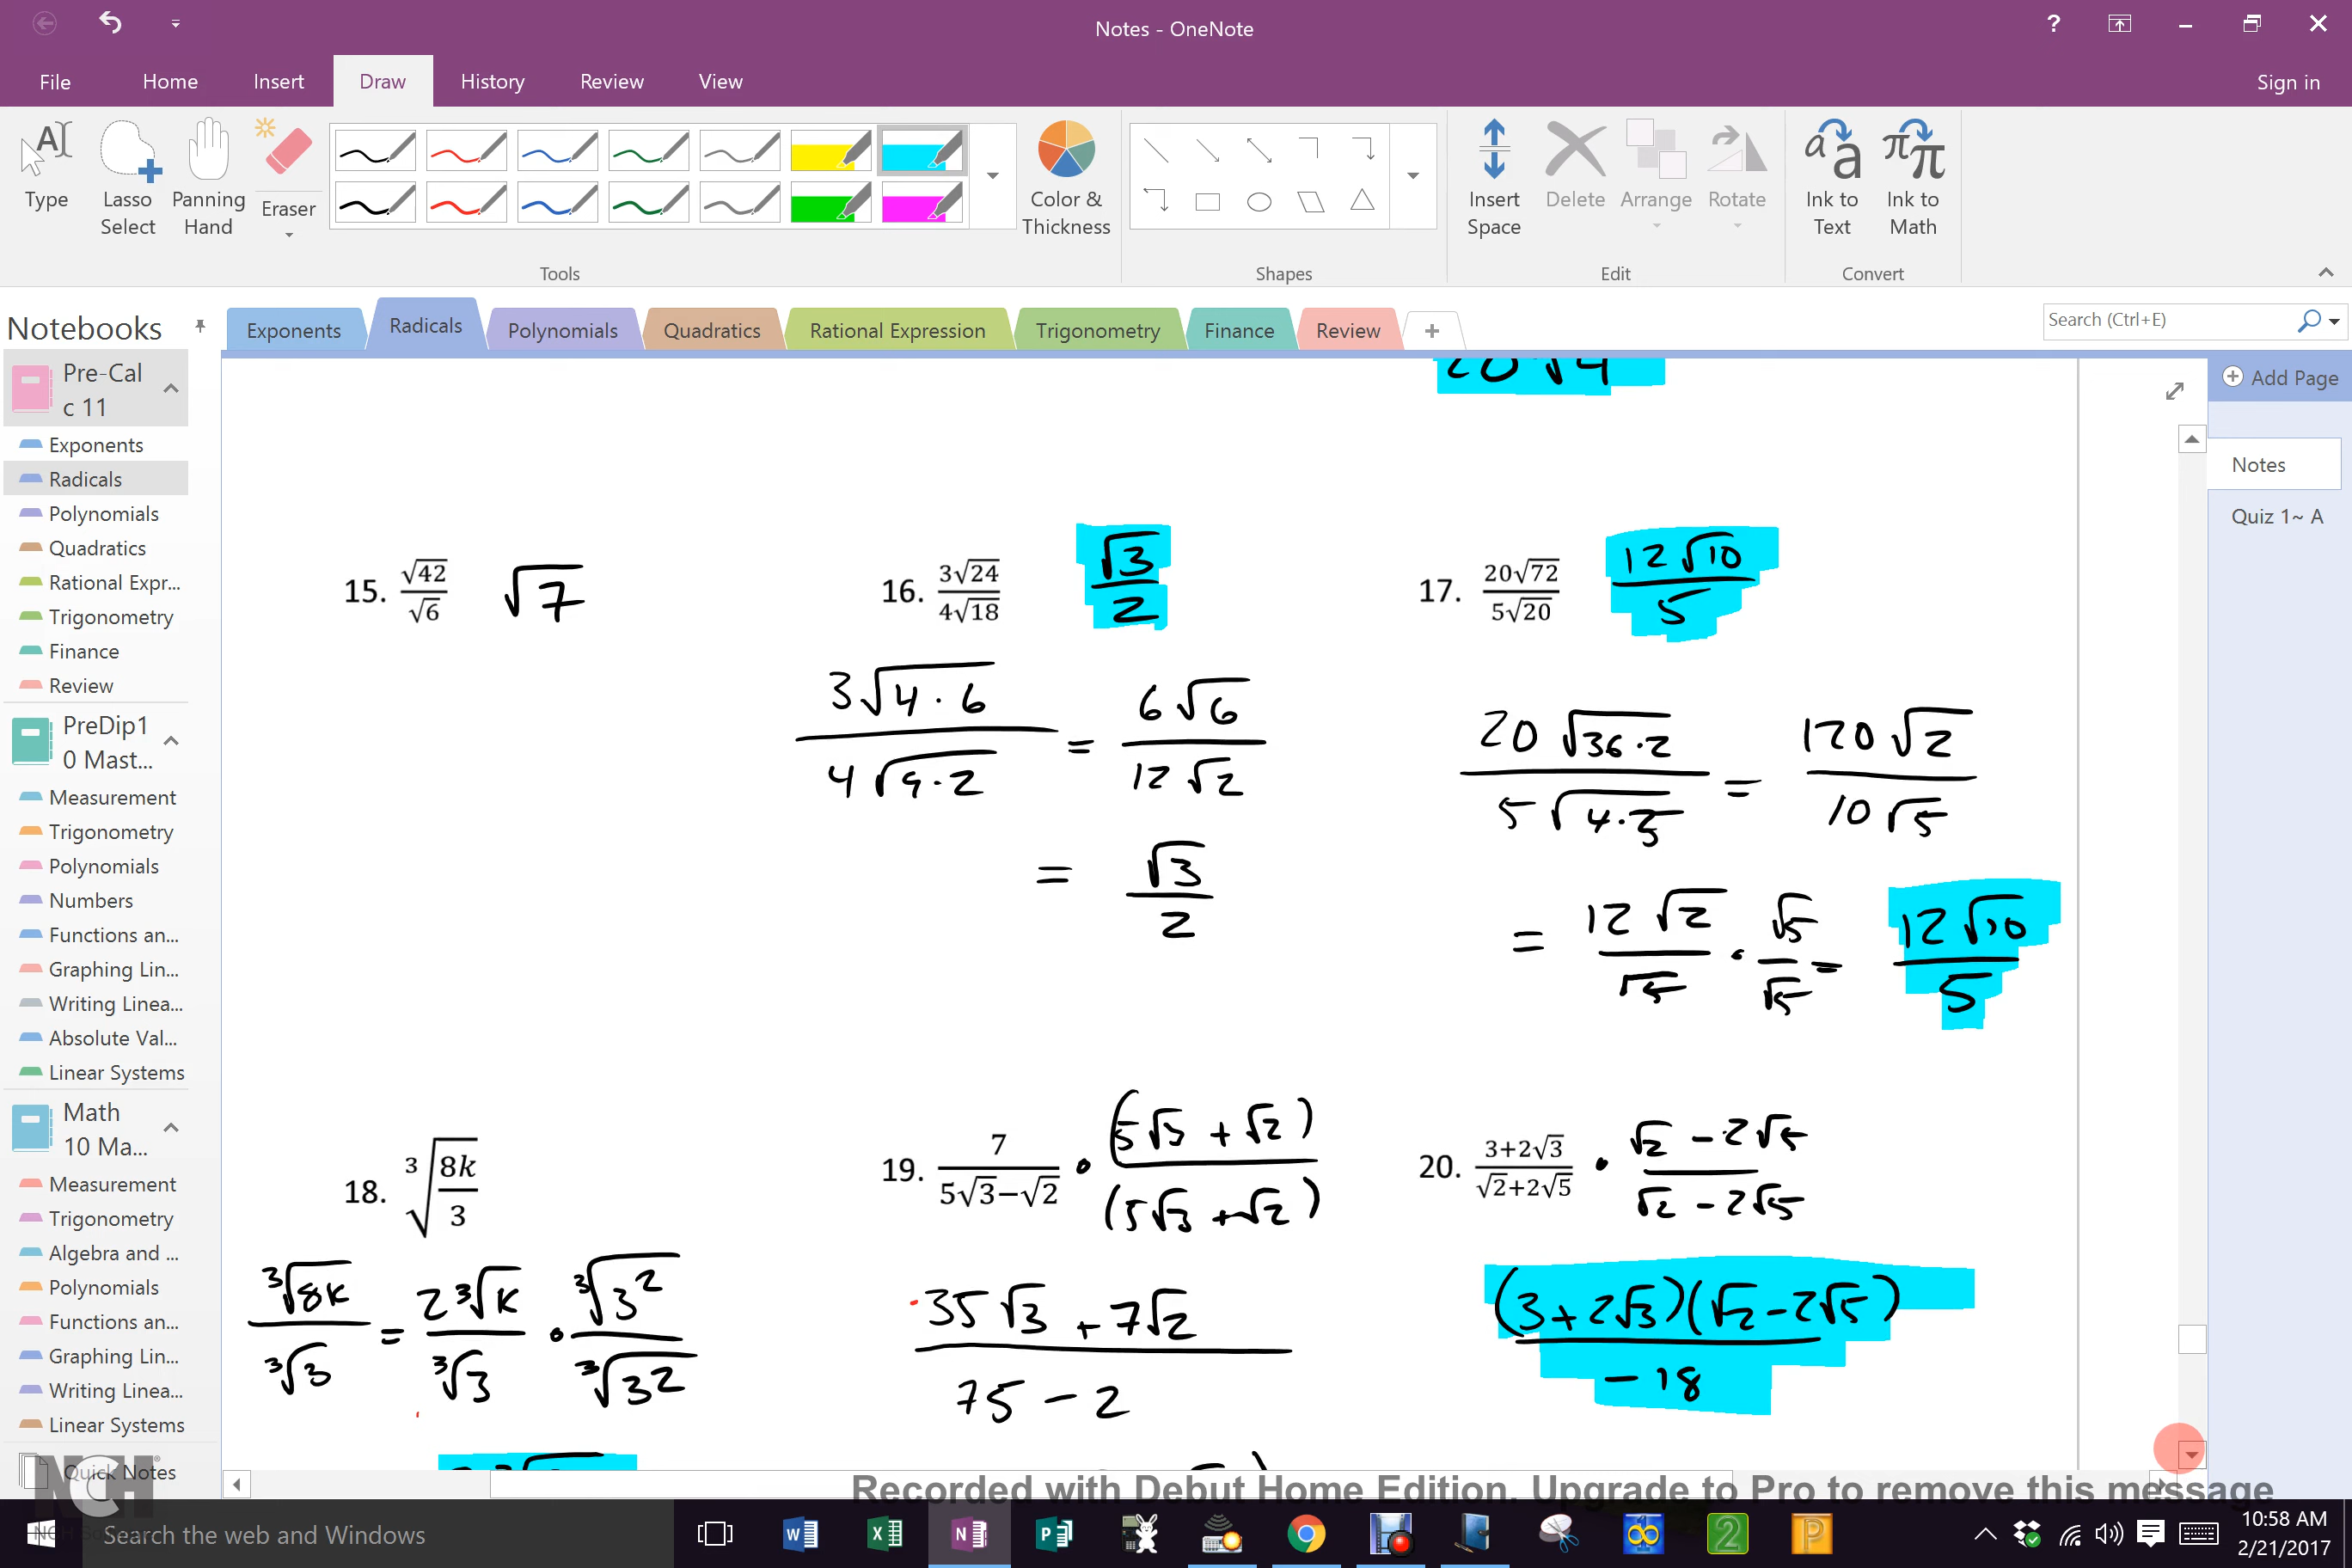 Notes - OneNote
?
File Home Insert Draw History Review View Sign in
Type
Lasso Select
Panning Hand
Eraser
Color & Thickness
Insert Space
Delete
Arrange
Rotate
Ink to Text
Ink to Math
Tools Shapes Edit Convert
Notebooks
Exponents Radicals Polynomials Quadratics Rational Expression Trigonometry Finance Review +
Search (Ctrl+E)
Add Page
Notes
Quiz 1~ A
Pre-Cal
c 11
Exponents
Radicals
Polynomials
Quadratics
Rational Expr...
Trigonometry
Finance
Review
PreDip1
0 Mast...
Measurement
Trigonometry
Polynomials
Numbers
Functions an...
Graphing Lin...
Writing Linea...
Absolute Val...
Linear Systems
Math
10 Ma...
Measurement
Trigonometry
Algebra and ...
Polynomials
Functions an...
Graphing Lin...
Writing Linea...
Linear Systems
Quick Notes
20√4
15. √42/√6 √7
16. 3√24/4√18 √3/2
3√4·6 / 4√9·2 = 6√6 / 12√2
= √3/2
17. 20√72/5√20 12√10/5
20√36·2 / 5√4·5 = 120√2 / 10√5
= 12√2/√5 · √5/√5 = 12√10/5
18. ³√(8k/3)
³√8k/³√3 = 2³√k/³√3 · ³√3²/³√3²
19. 7/(5√3−√2) · (5√3 + √2)/(5√3 + √2)
35√3 + 7√2
75 − 2
20. (3+2√3)/(√2+2√5) · (√2 − 2√5)/(√2 − 2√5)
(3+2√3)(√2−2√5)
−18
Recorded with Debut Home Edition. Upgrade to Pro to remove this message
NCH
Search the web and Windows
10:58 AM
2/21/2017